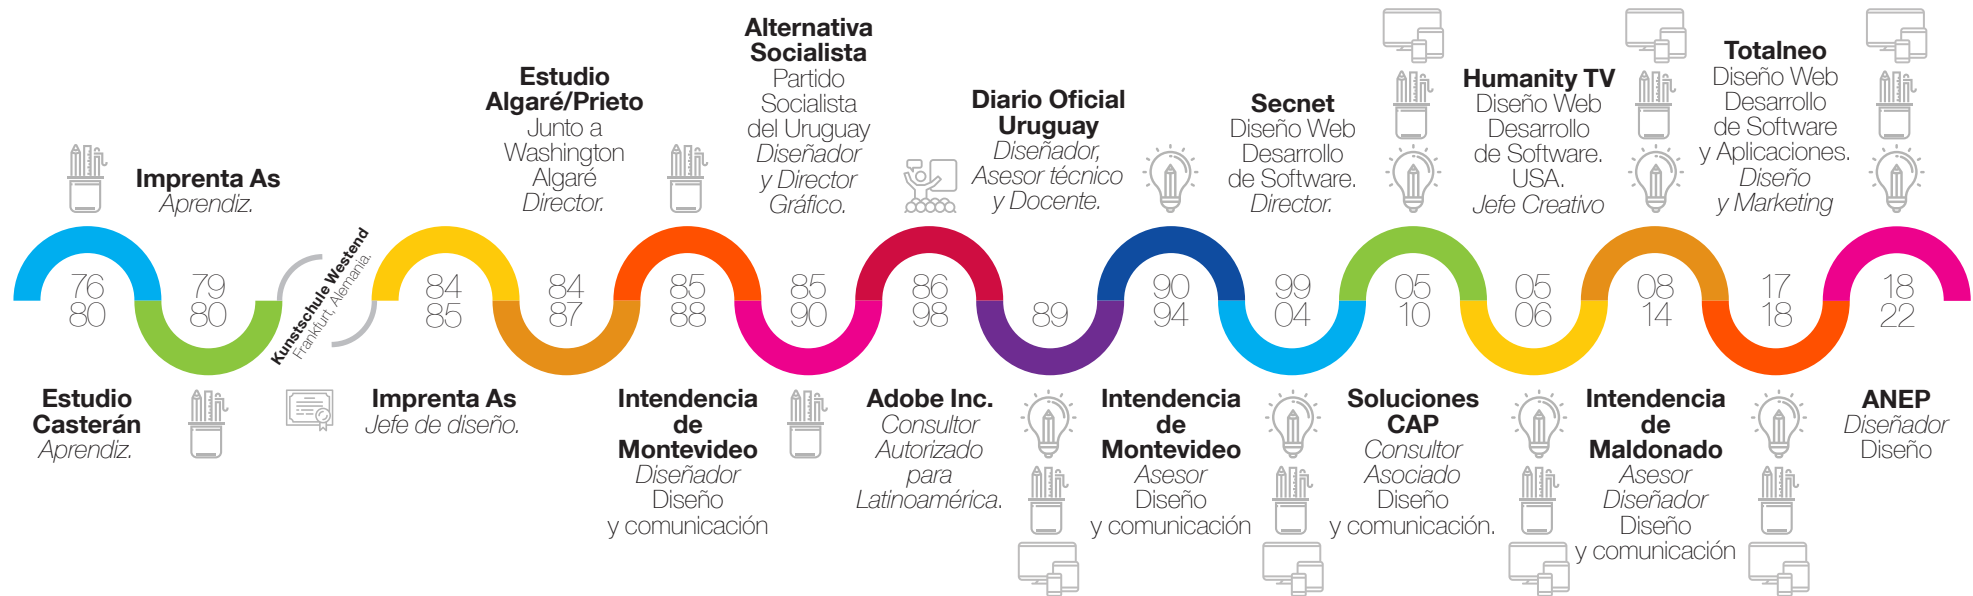 76
80
Estudio
Casterán
Aprendiz.
Imprenta As
Aprendiz.
79
80
Kunstschule Westend
Frankfurt, Alemania.
84
85
Imprenta As
Jefe de diseño.
Estudio
Algaré/Prieto
Junto a
Washington
Algaré
Director.
84
87
85
88
Intendencia
de
Montevideo
Diseñador
Diseño
y comunicación
Alternativa
Socialista
Partido
Socialista
del Uruguay
Diseñador
y Director
Gráfico.
85
90
86
98
Adobe Inc.
Consultor
Autorizado
para
Latinoamérica.
Diario Oficial
Uruguay
Diseñador,
Asesor técnico
y Docente.
89
90
94
Intendencia
de
Montevideo
Asesor
Diseño
y comunicación
Secnet
Diseño Web
Desarrollo
de Software.
Director.
99
04
05
10
Soluciones
CAP
Consultor
Asociado
Diseño
y comunicación.
Humanity TV
Diseño Web
Desarrollo
de Software.
USA.
Jefe Creativo
05
06
08
14
Intendencia
de
Maldonado
Asesor
Diseñador
Diseño
y comunicación
Totalneo
Diseño Web
Desarrollo
de Software
y Aplicaciones.
Diseño
y Marketing
17
18
18
22
ANEP
Diseñador
Diseño